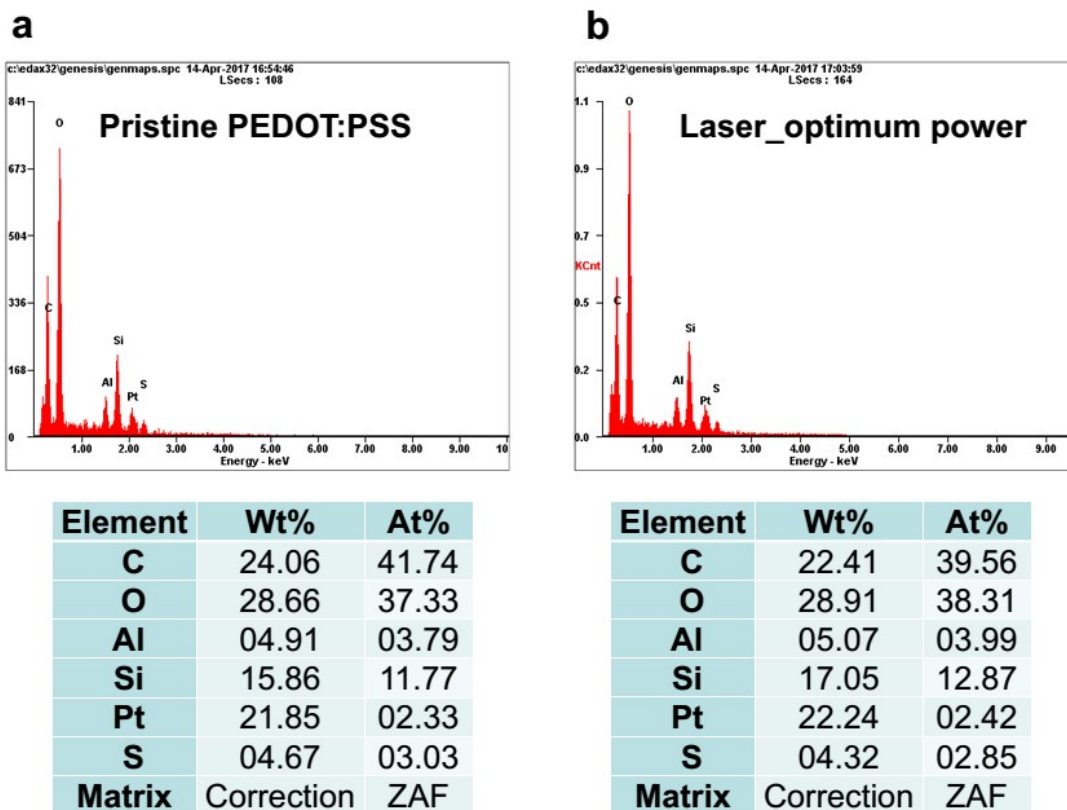 a
c:\edax32\genesis\genmaps.spc 14-Apr-2017 16:54:46
LSecs : 108
841
673
504
336
168
0
O
Pristine PEDOT:PSS
C
Al
Si
Pt
S
1.00 2.00 3.00 4.00 5.00 6.00 7.00 8.00 9.00 10
Energy - keV
Element Wt% At%
C 24.06 41.74
O 28.66 37.33
Al 04.91 03.79
Si 15.86 11.77
Pt 21.85 02.33
S 04.67 03.03
Matrix Correction ZAF
b
c:\edax32\genesis\genmaps.spc 14-Apr-2017 17:03:59
LSecs : 164
1.1
0.9
0.7
KCnt
0.5
0.2
0.0
O
Laser_optimum power
C
Al
Si
Pt
S
1.00 2.00 3.00 4.00 5.00 6.00 7.00 8.00 9.00
Energy - keV
Element Wt% At%
C 22.41 39.56
O 28.91 38.31
Al 05.07 03.99
Si 17.05 12.87
Pt 22.24 02.42
S 04.32 02.85
Matrix Correction ZAF